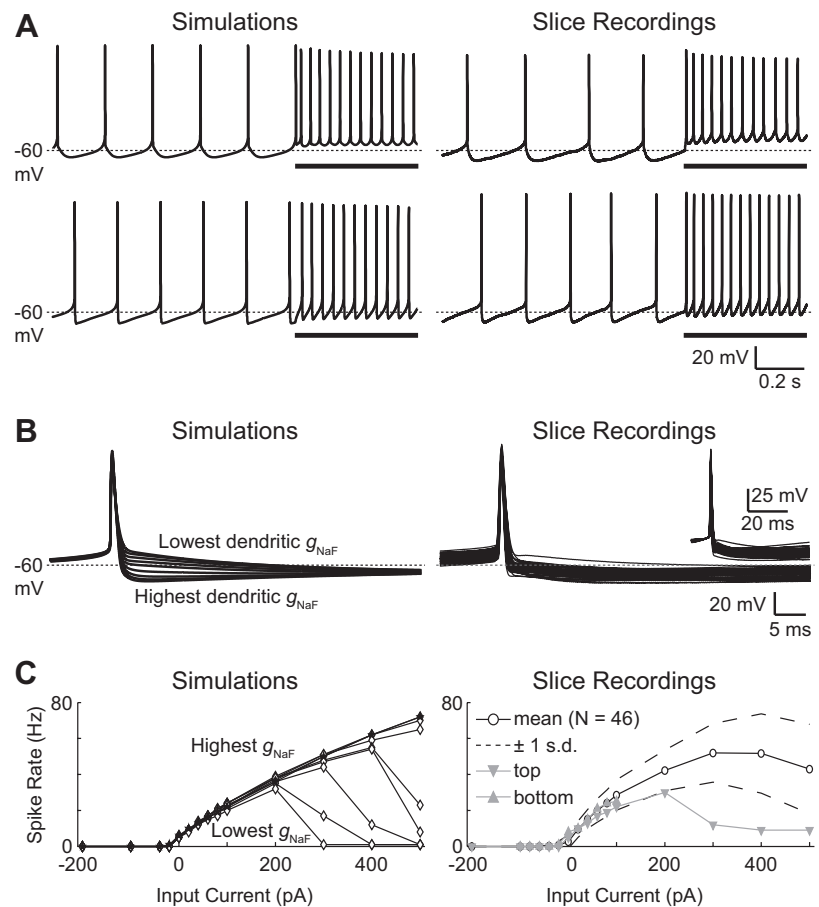 A
Simulations
Slice Recordings
-60
mV
-60
mV
20 mV
0.2 s
B
Simulations
Slice Recordings
25 mV
20 ms
Lowest dendritic gNaF
-60
mV
Highest dendritic gNaF
20 mV
5 ms
C
Simulations
Slice Recordings
80
80
Spike Rate (Hz)
Highest gNaF
Lowest gNaF
mean (N = 46)
± 1 s.d.
top
bottom
0
0
-200 0 200 400
-200 0 200 400
Input Current (pA)
Input Current (pA)